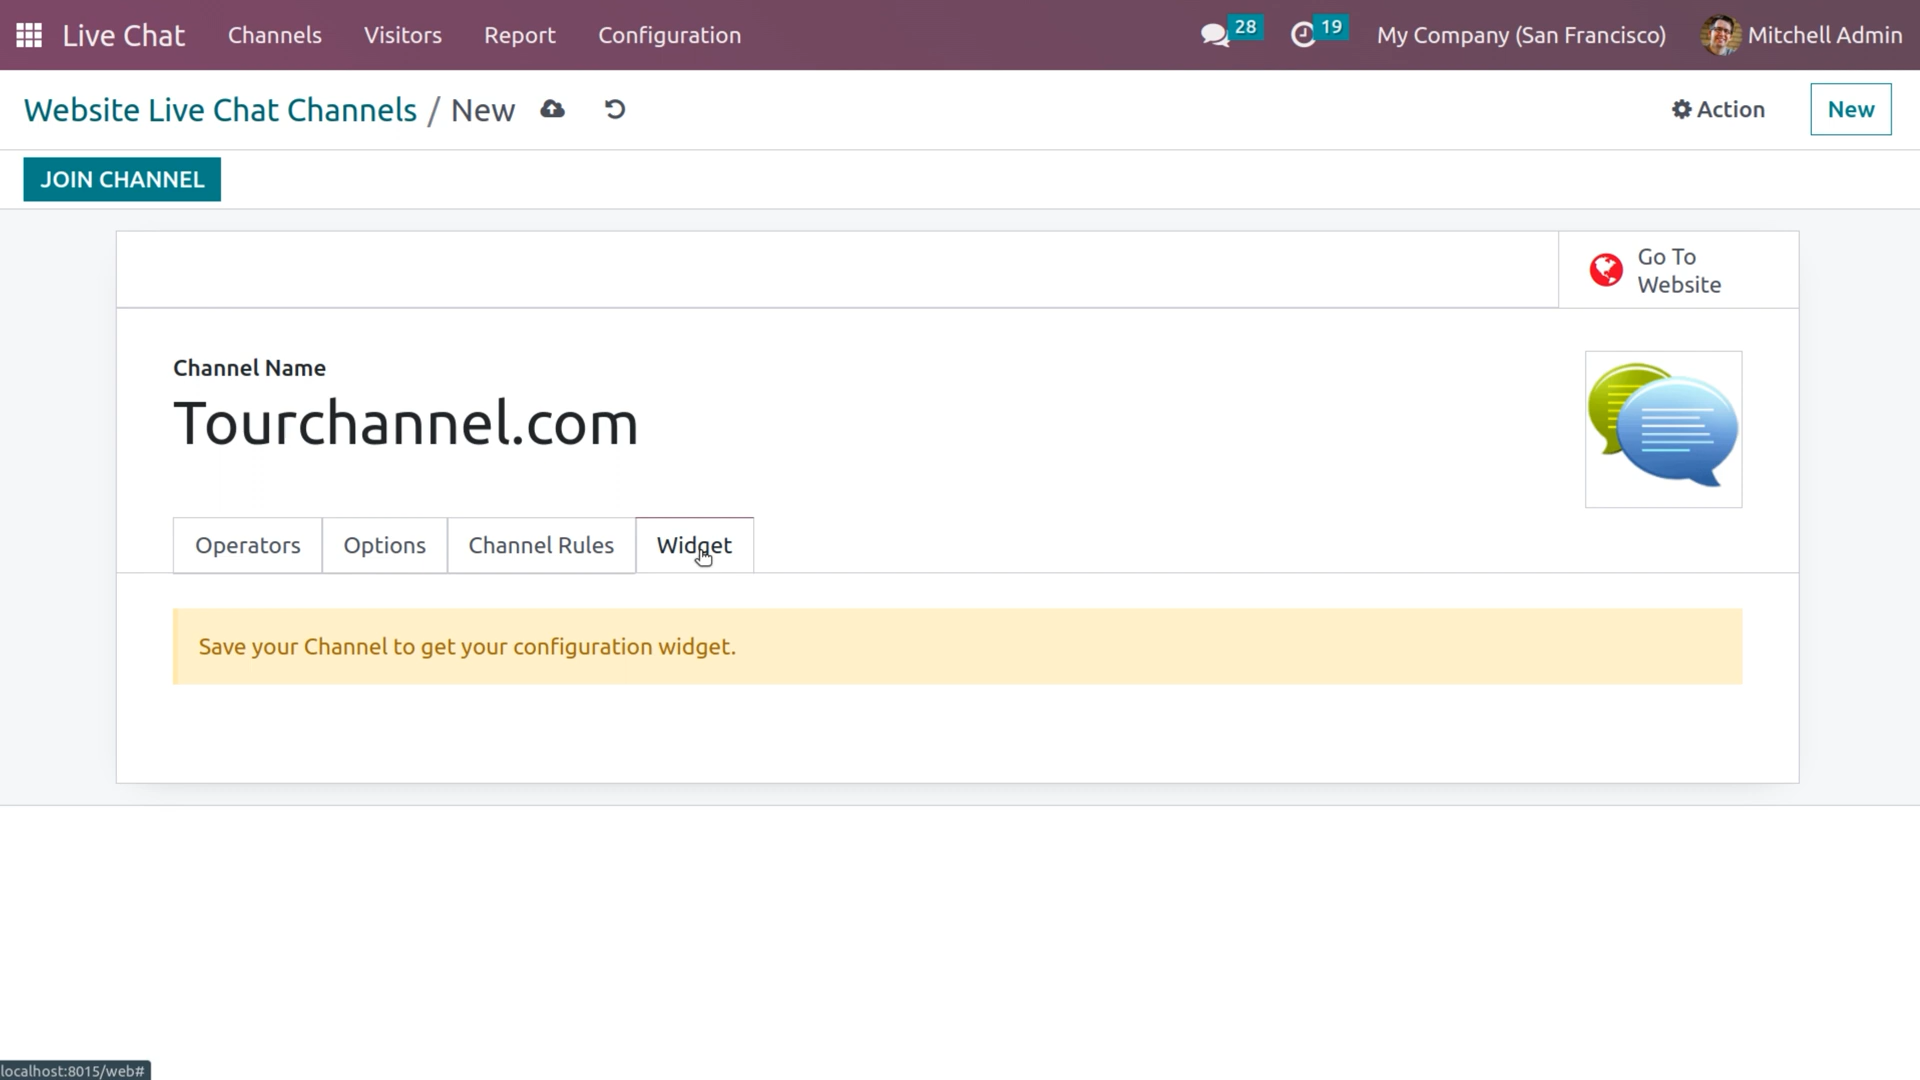 Live Chat Channels Visitors Report Configuration 28 19 My Company (San Francisco) Mitchell Admin
Website Live Chat Channels / New Action New
JOIN CHANNEL
Go To
Website
Channel Name
Tourchannel.com
Operators Options Channel Rules Widget
Save your Channel to get your configuration widget.
localhost:8015/web#